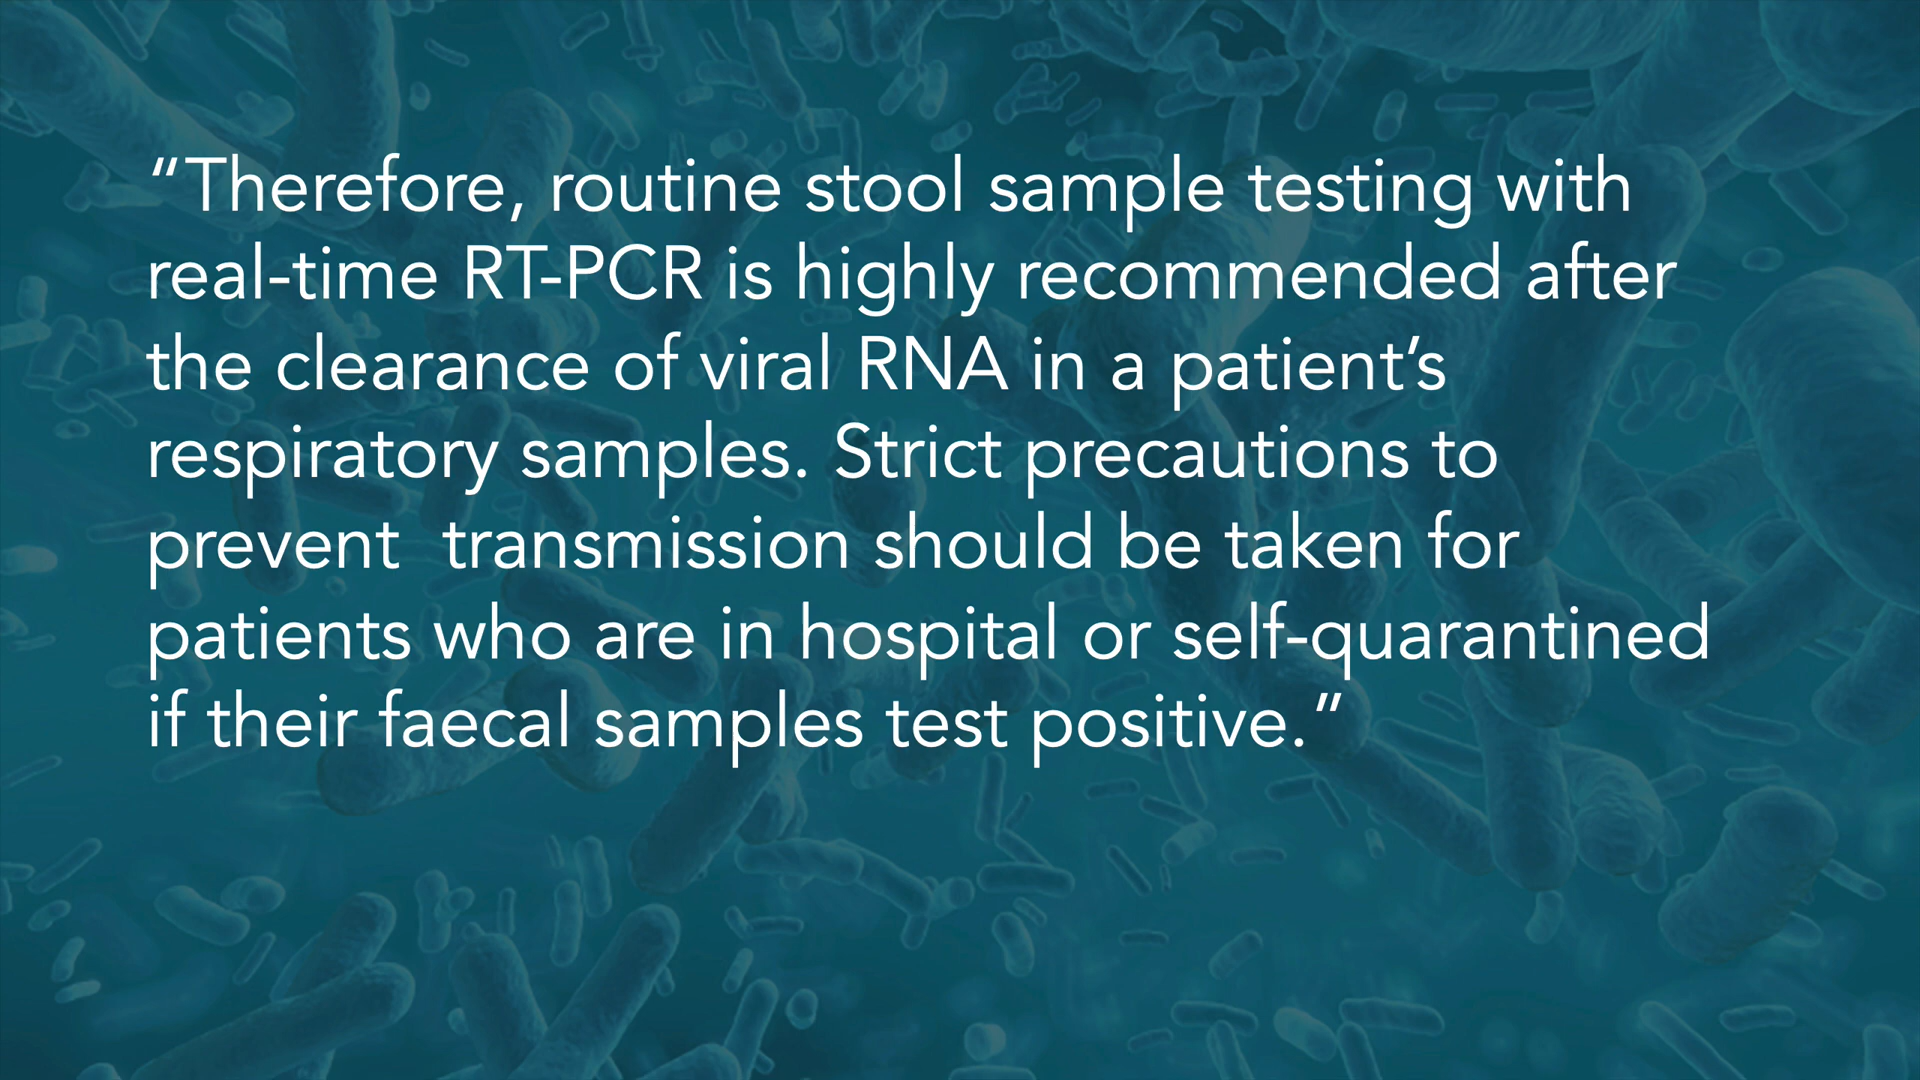 “Therefore, routine stool sample testing with
real-time RT-PCR is highly recommended after
the clearance of viral RNA in a patient’s
respiratory samples. Strict precautions to
prevent  transmission should be taken for
patients who are in hospital or self-quarantined
if their faecal samples test positive.”